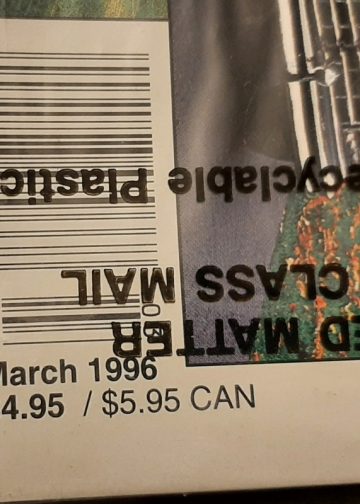 ED MATTER
CLASS MAIL
ecyclable Plastic
March 1996
4.95 / $5.95 CAN